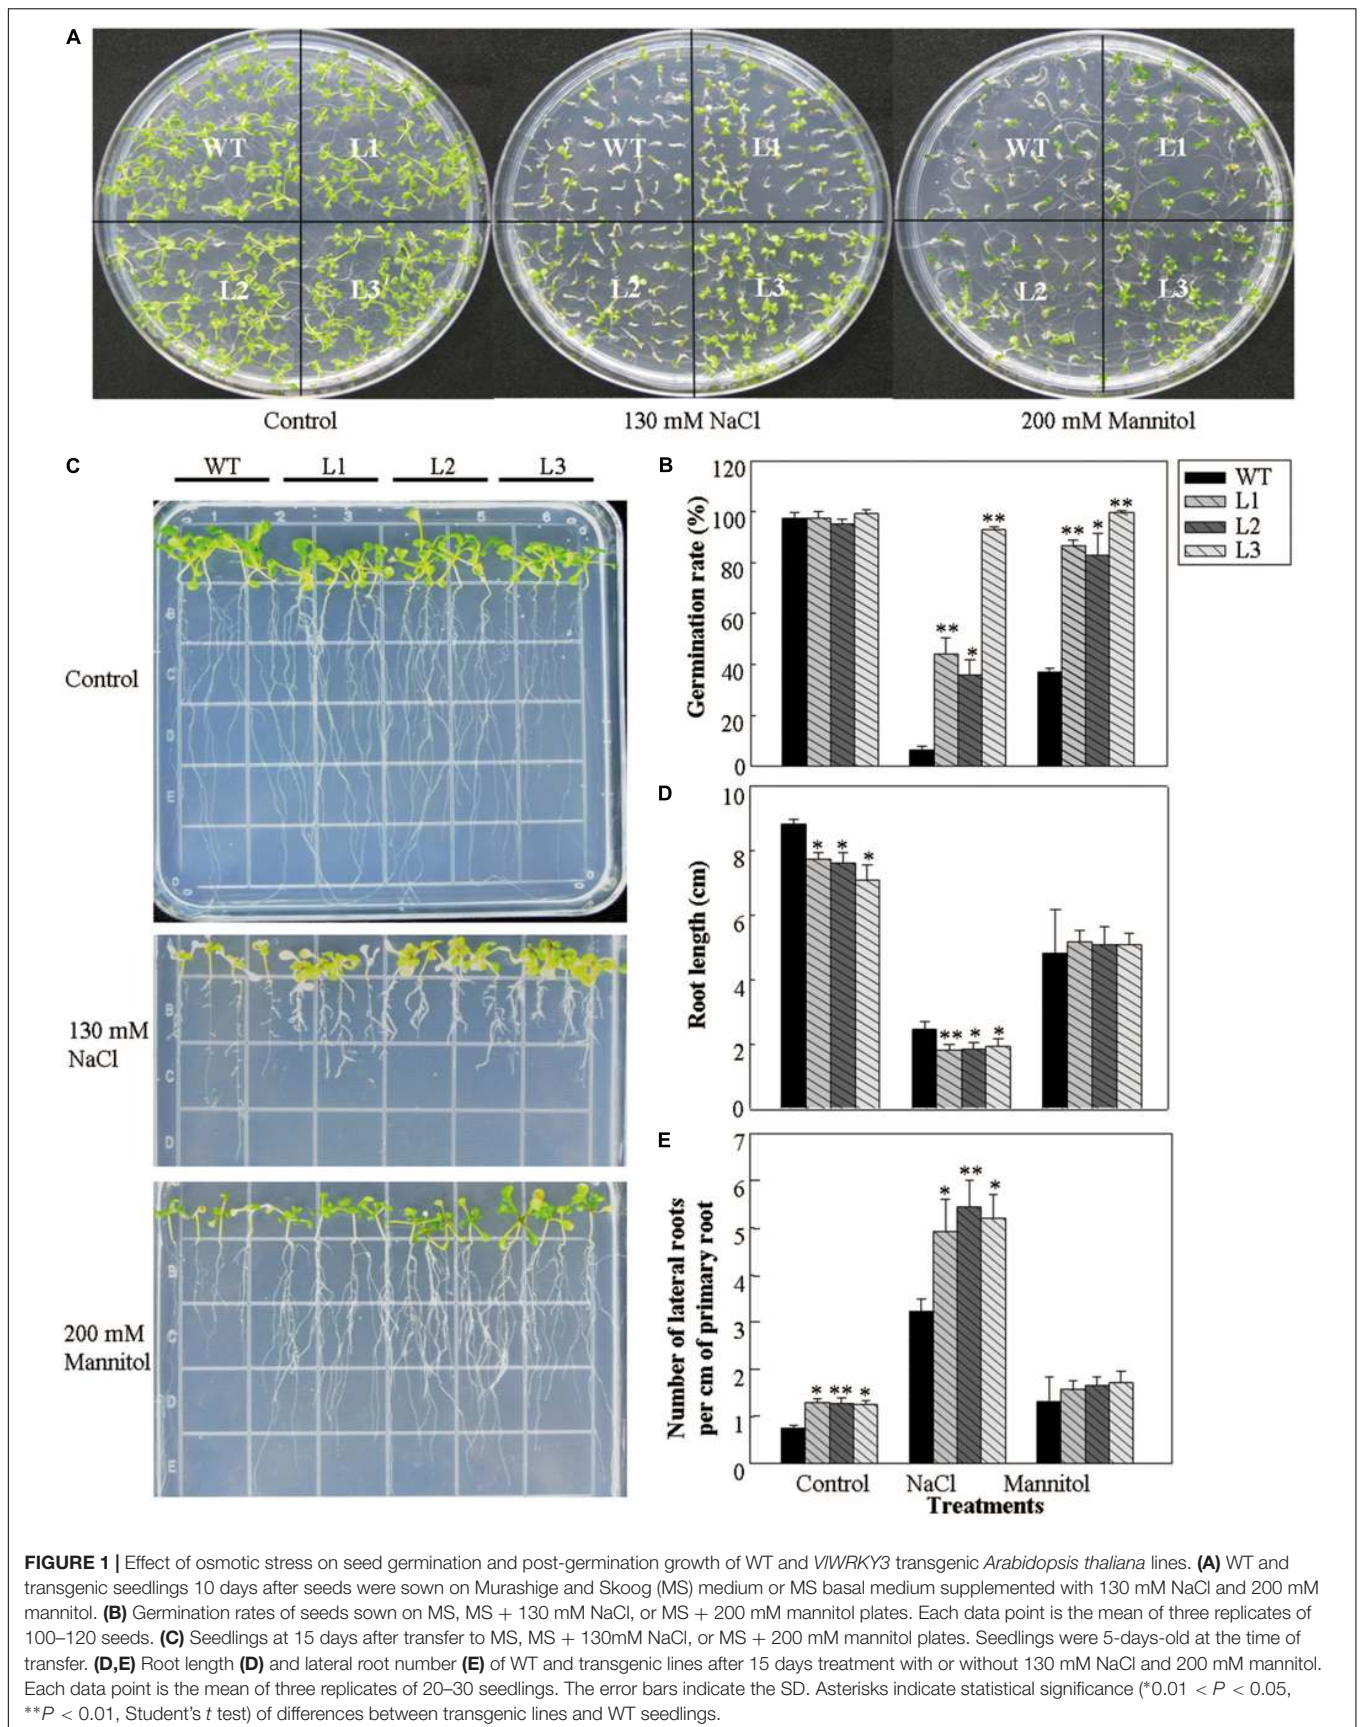 A
WT L1 WT L1 WT L1
L2 L3 L2 L3 L2 L3
Control 130 mM NaCl 200 mM Mannitol
C
WT L1 L2 L3
Control
130 mM
NaCl
200 mM
Mannitol
B
120
100
80
60
40
20
0
Germination rate (%)
** * ** ** * **
WT
L1
L2
L3
D
10
8
6
4
2
0
Root length (cm)
* * * ** * *
E
7
6
5
4
3
2
1
0
Number of lateral roots
per cm of primary root
* ** * * ** *
Control NaCl Mannitol
Treatments
FIGURE 1 | Effect of osmotic stress on seed germination and post-germination growth of WT and VlWRKY3 transgenic Arabidopsis thaliana lines. (A) WT and
transgenic seedlings 10 days after seeds were sown on Murashige and Skoog (MS) medium or MS basal medium supplemented with 130 mM NaCl and 200 mM
mannitol. (B) Germination rates of seeds sown on MS, MS + 130 mM NaCl, or MS + 200 mM mannitol plates. Each data point is the mean of three replicates of
100–120 seeds. (C) Seedlings at 15 days after transfer to MS, MS + 130mM NaCl, or MS + 200 mM mannitol plates. Seedlings were 5-days-old at the time of
transfer. (D,E) Root length (D) and lateral root number (E) of WT and transgenic lines after 15 days treatment with or without 130 mM NaCl and 200 mM mannitol.
Each data point is the mean of three replicates of 20–30 seedlings. The error bars indicate the SD. Asterisks indicate statistical significance (*0.01 < P < 0.05,
**P < 0.01, Student's t test) of differences between transgenic lines and WT seedlings.